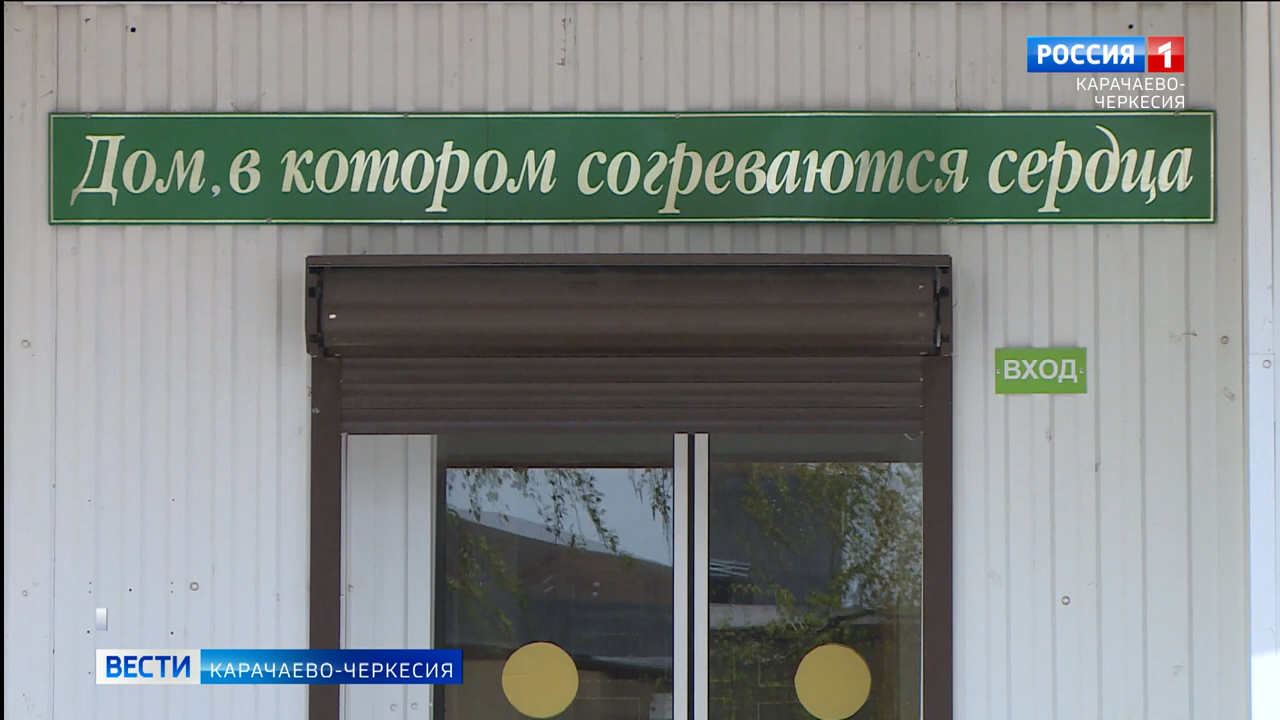 РОССИЯ 1
КАРАЧАЕВО-
ЧЕРКЕСИЯ
Дом, в котором согреваются сердца
ВХОД
ВЕСТИ КАРАЧАЕВО-ЧЕРКЕСИЯ